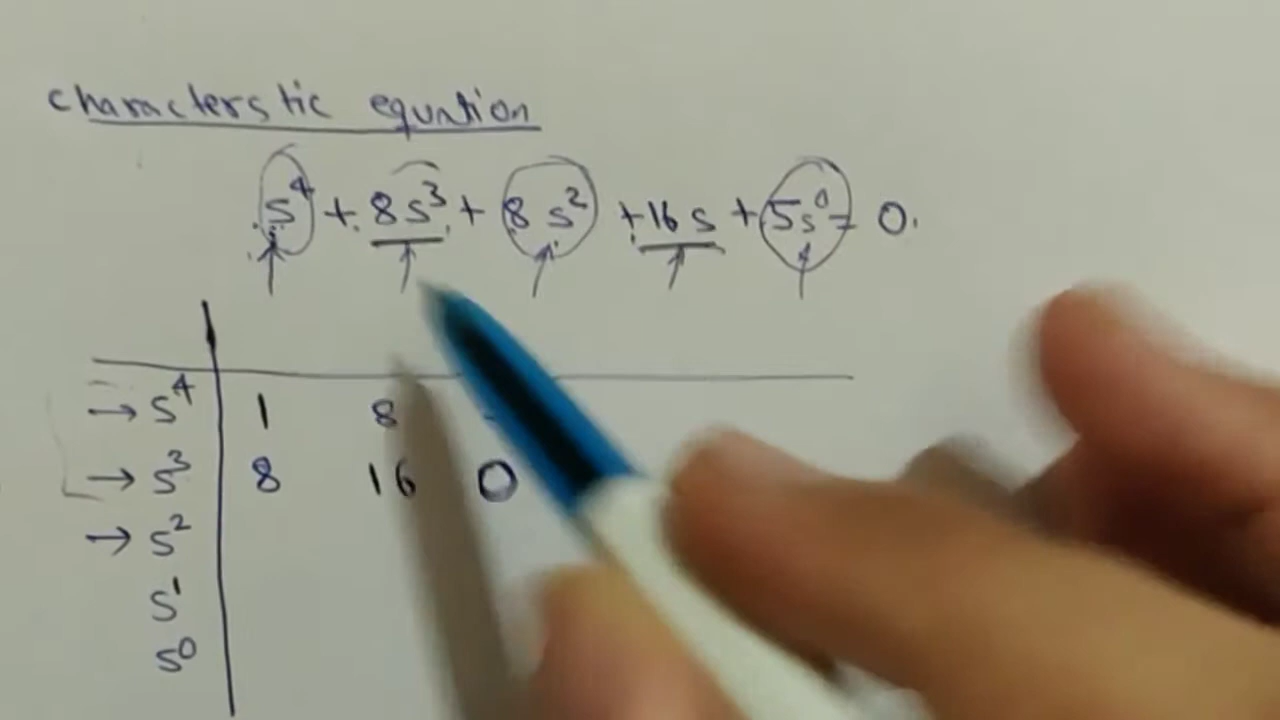 characterstic equation
s⁴ + 8s³ + 8s² + 16s + 5s⁰ = 0.
→ s⁴ 1 8
→ s³ 8 16 0
→ s²
s¹
s⁰